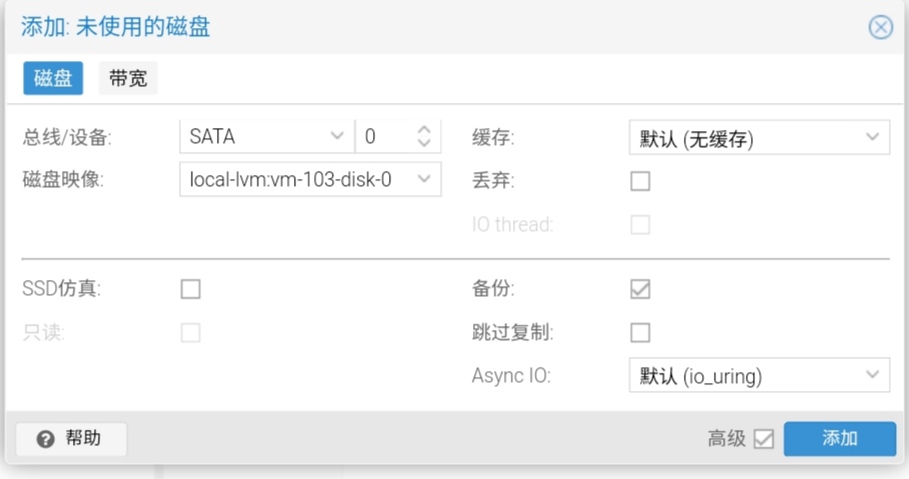 添加: 未使用的磁盘
磁盘 带宽
总线/设备: SATA 0 缓存: 默认 (无缓存)
磁盘映像: local-lvm:vm-103-disk-0 丢弃:
IO thread:
SSD仿真: 备份:
只读: 跳过复制:
Async IO: 默认 (io_uring)
帮助 高级 添加